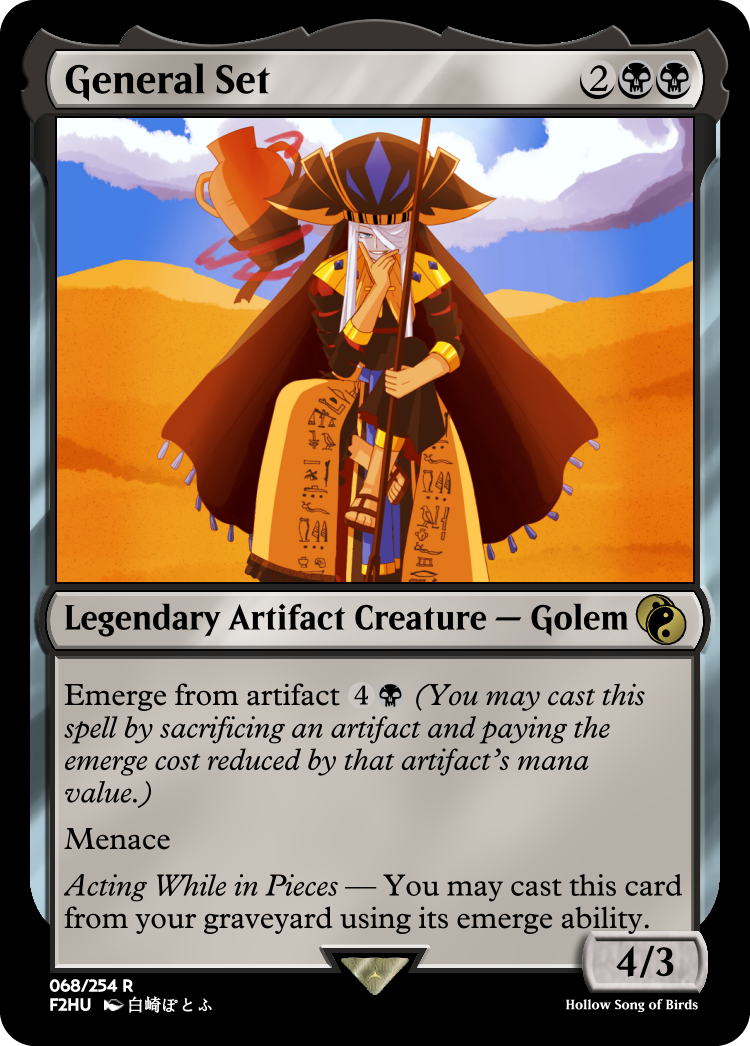 General Set 2
Legendary Artifact Creature — Golem
Emerge from artifact 4 (You may cast this
spell by sacrificing an artifact and paying the
emerge cost reduced by that artifact's mana
value.)
Menace
Acting While in Pieces — You may cast this card
from your graveyard using its emerge ability.
4/3
068/254 R
F2HU 白崎ぽとふ
Hollow Song of Birds